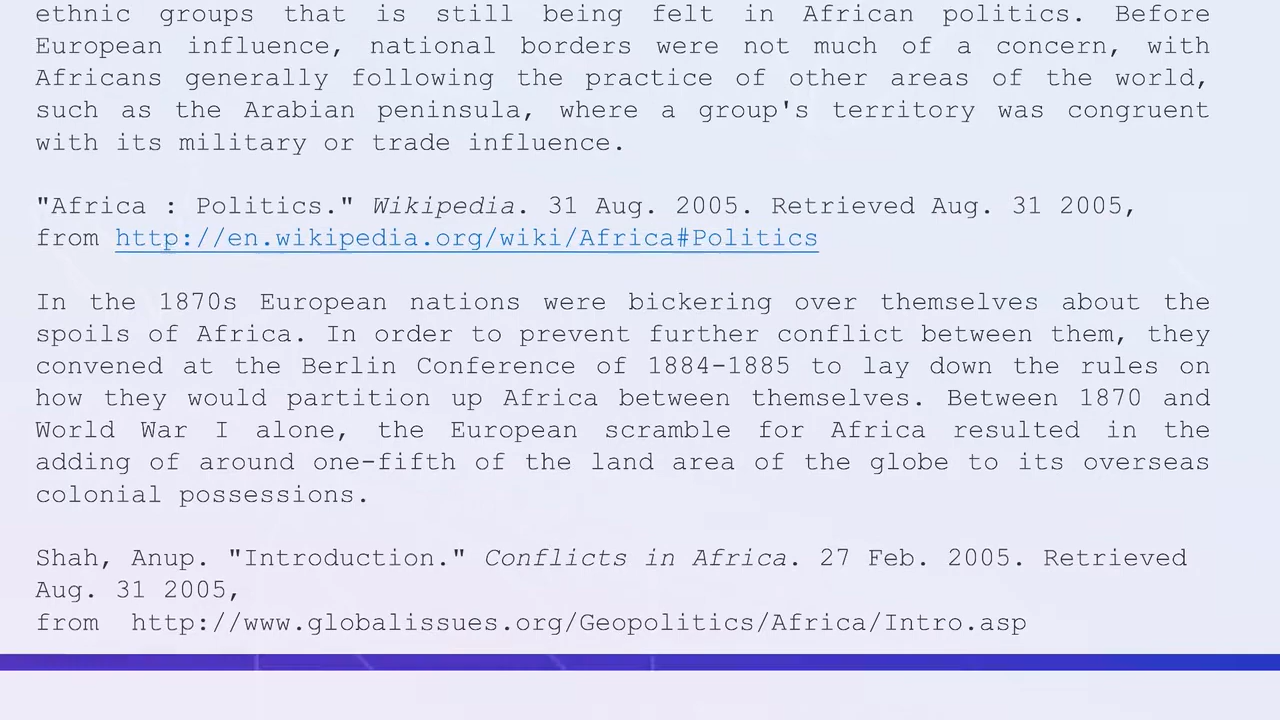 ethnic groups that is still being felt in African politics. Before
European influence, national borders were not much of a concern, with
Africans generally following the practice of other areas of the world,
such as the Arabian peninsula, where a group's territory was congruent
with its military or trade influence.
"Africa : Politics." Wikipedia. 31 Aug. 2005. Retrieved Aug. 31 2005,
from http://en.wikipedia.org/wiki/Africa#Politics
In the 1870s European nations were bickering over themselves about the
spoils of Africa. In order to prevent further conflict between them, they
convened at the Berlin Conference of 1884-1885 to lay down the rules on
how they would partition up Africa between themselves. Between 1870 and
World War I alone, the European scramble for Africa resulted in the
adding of around one-fifth of the land area of the globe to its overseas
colonial possessions.
Shah, Anup. "Introduction." Conflicts in Africa. 27 Feb. 2005. Retrieved
Aug. 31 2005,
from  http://www.globalissues.org/Geopolitics/Africa/Intro.asp